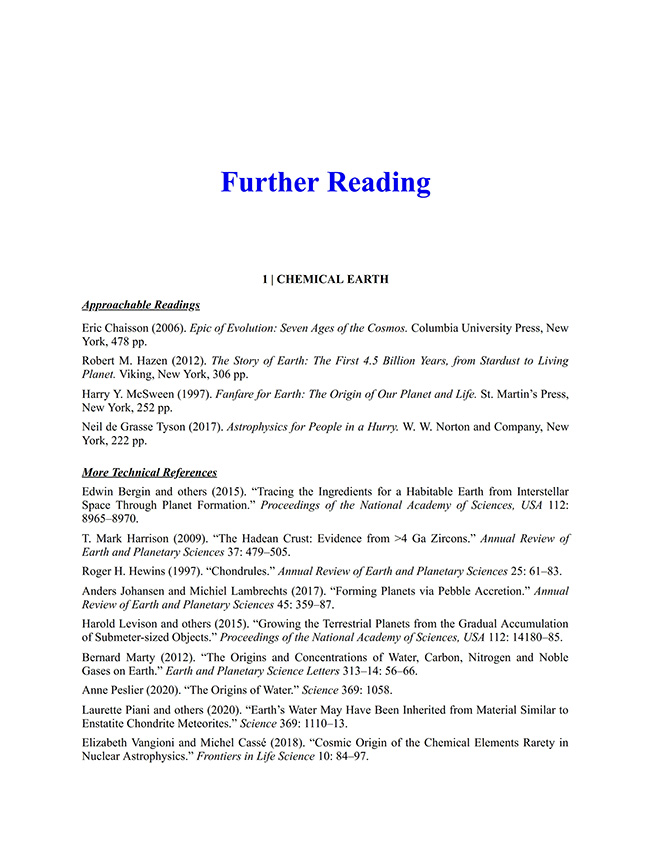 Further Reading
1 | CHEMICAL EARTH
Approachable Readings
Eric Chaisson (2006). Epic of Evolution: Seven Ages of the Cosmos. Columbia University Press, New
York, 478 pp.
Robert M. Hazen (2012). The Story of Earth: The First 4.5 Billion Years, from Stardust to Living
Planet. Viking, New York, 306 pp.
Harry Y. McSween (1997). Fanfare for Earth: The Origin of Our Planet and Life. St. Martin’s Press,
New York, 252 pp.
Neil de Grasse Tyson (2017). Astrophysics for People in a Hurry. W. W. Norton and Company, New
York, 222 pp.
More Technical References
Edwin Bergin and others (2015). “Tracing the Ingredients for a Habitable Earth from Interstellar
Space Through Planet Formation.” Proceedings of the National Academy of Sciences, USA 112:
8965–8970.
T. Mark Harrison (2009). “The Hadean Crust: Evidence from >4 Ga Zircons.” Annual Review of
Earth and Planetary Sciences 37: 479–505.
Roger H. Hewins (1997). “Chondrules.” Annual Review of Earth and Planetary Sciences 25: 61–83.
Anders Johansen and Michiel Lambrechts (2017). “Forming Planets via Pebble Accretion.” Annual
Review of Earth and Planetary Sciences 45: 359–87.
Harold Levison and others (2015). “Growing the Terrestrial Planets from the Gradual Accumulation
of Submeter-sized Objects.” Proceedings of the National Academy of Sciences, USA 112: 14180–85.
Bernard Marty (2012). “The Origins and Concentrations of Water, Carbon, Nitrogen and Noble
Gases on Earth.” Earth and Planetary Science Letters 313–14: 56–66.
Anne Peslier (2020). “The Origins of Water.” Science 369: 1058.
Laurette Piani and others (2020). “Earth’s Water May Have Been Inherited from Material Similar to
Enstatite Chondrite Meteorites.” Science 369: 1110–13.
Elizabeth Vangioni and Michel Cassé (2018). “Cosmic Origin of the Chemical Elements Rarety in
Nuclear Astrophysics.” Frontiers in Life Science 10: 84–97.